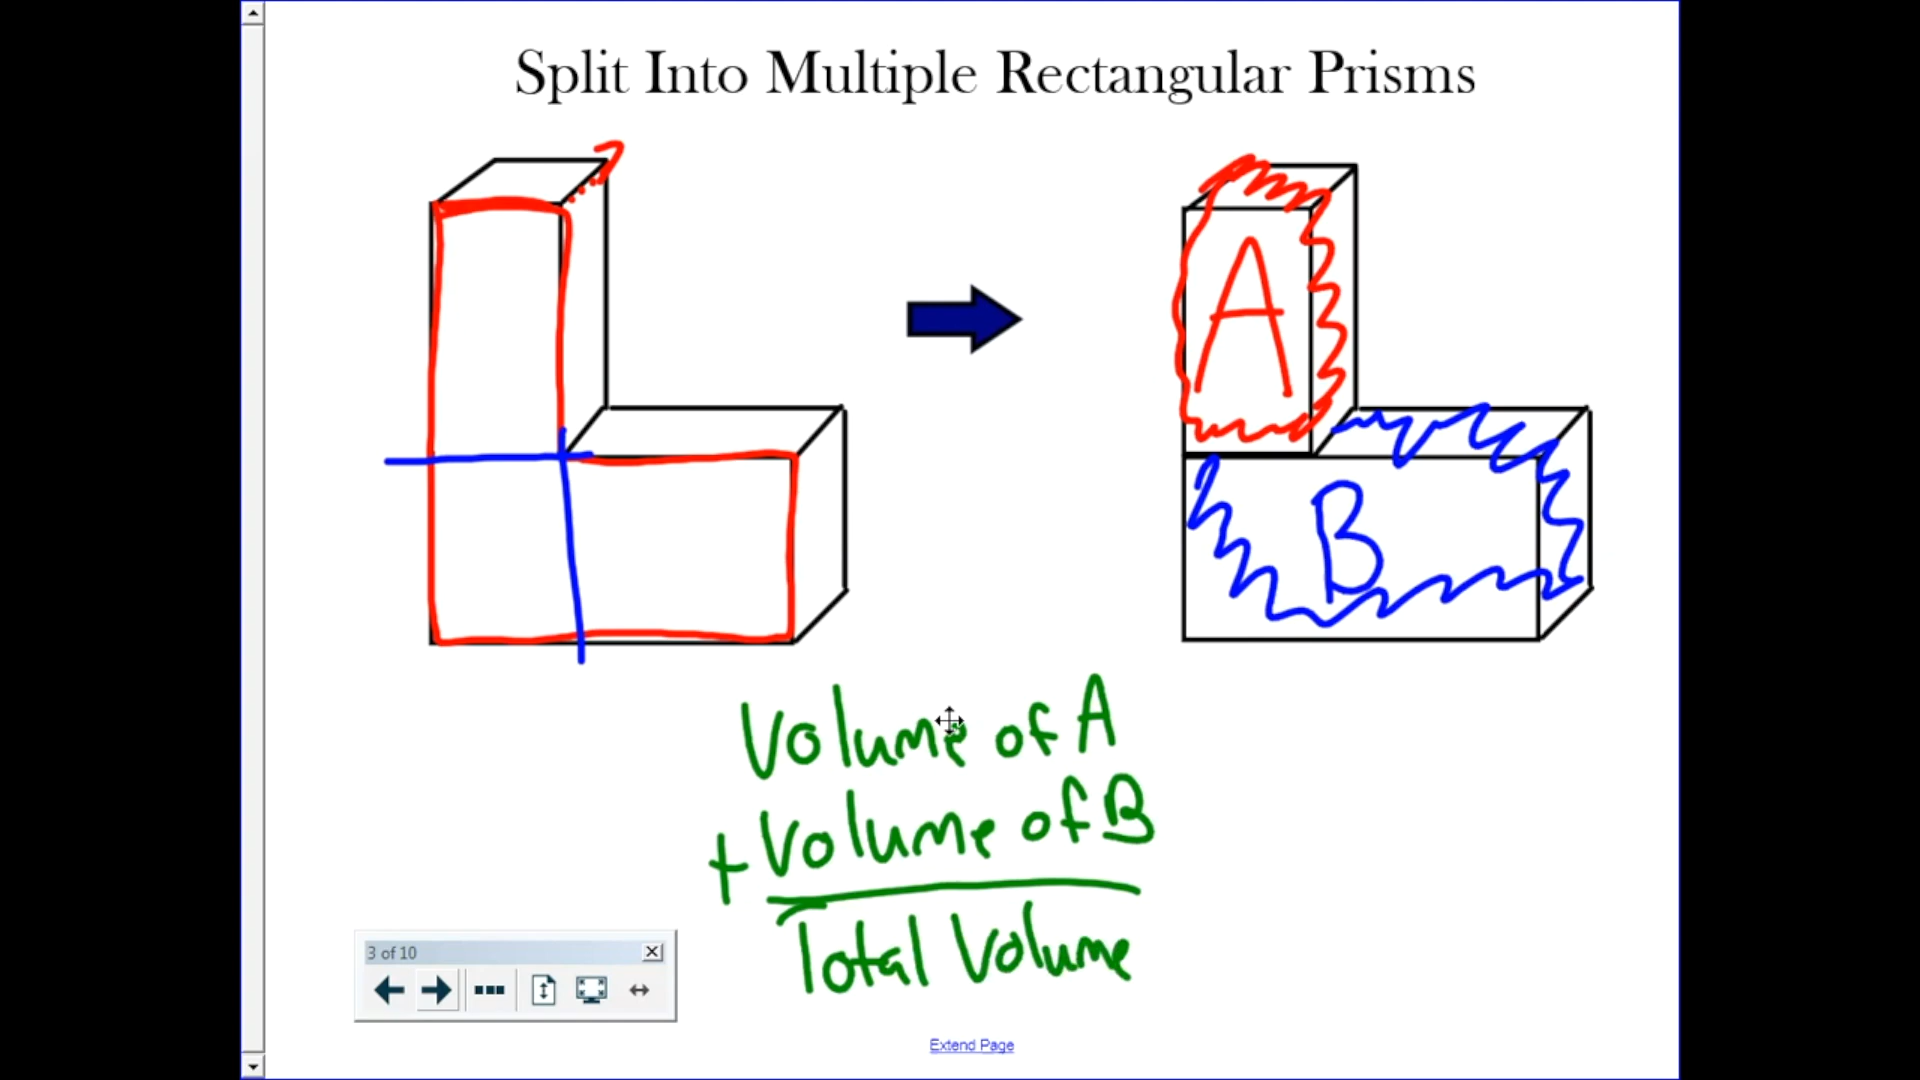 Split Into Multiple Rectangular Prisms
A
B
Volume of A
+ Volume of B
Total Volume
3 of 10
Extend Page